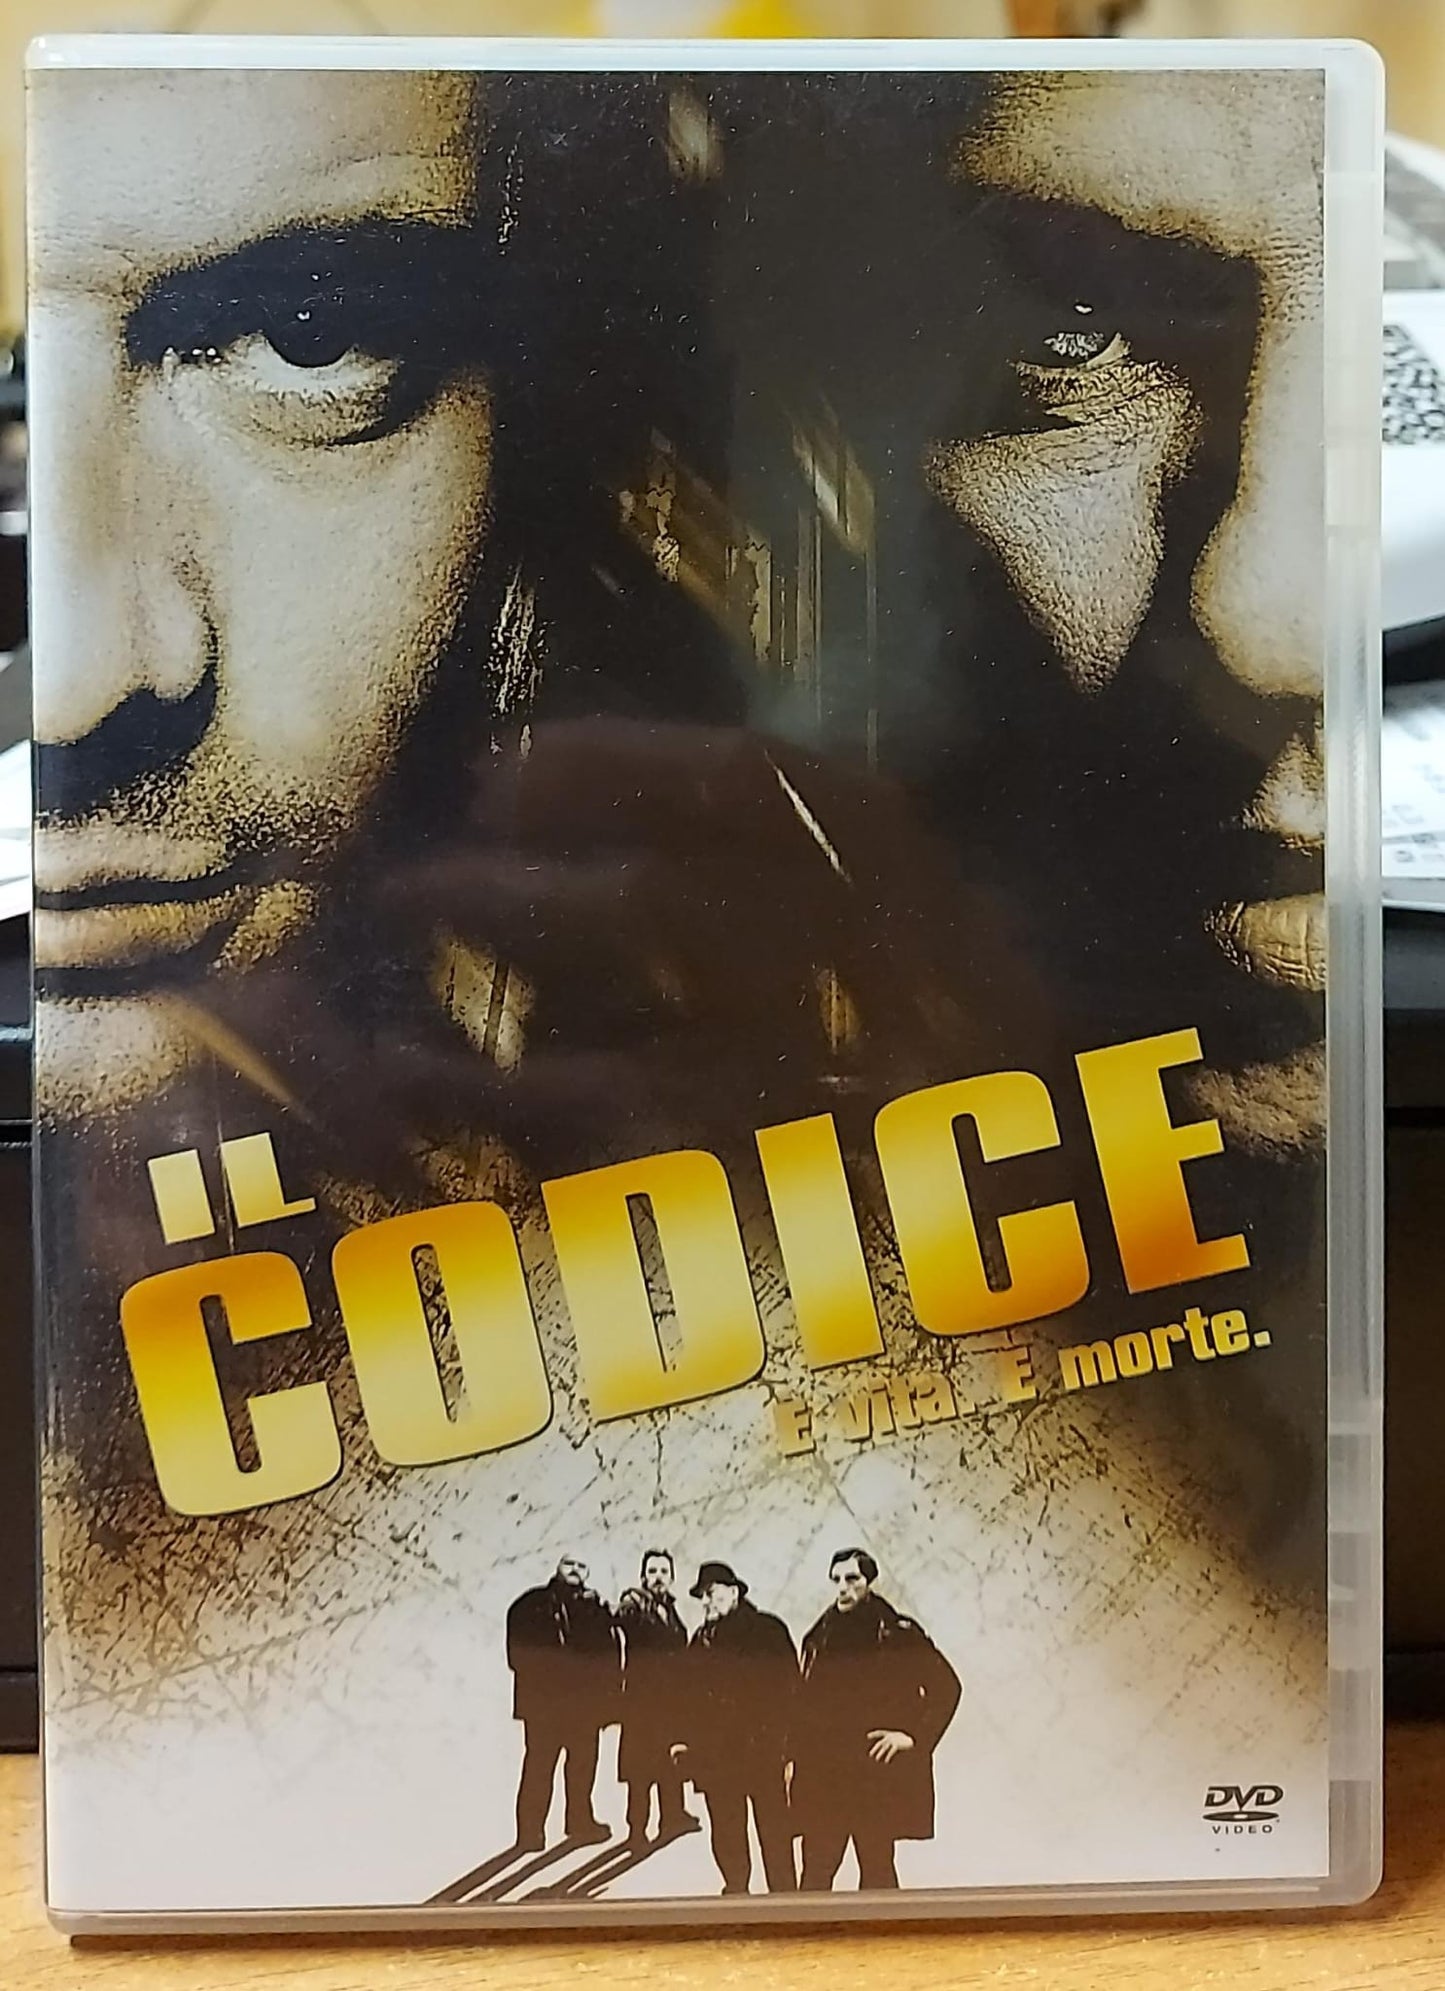 IL
CODICE
È vita. È morte.
DVD
VIDEO